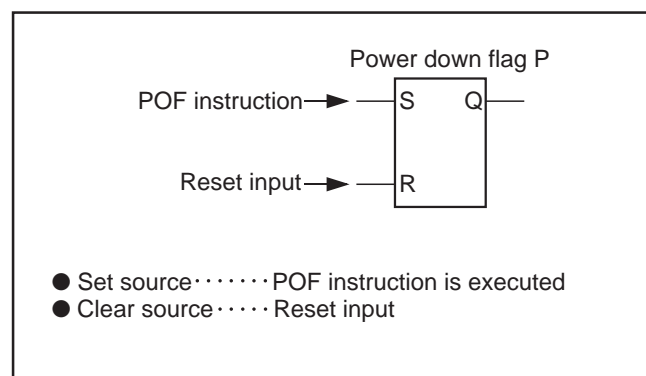 Power down flag P
POF instruction
S
Q
Reset input
R
● Set source·······POF instruction is executed
● Clear source·····Reset input